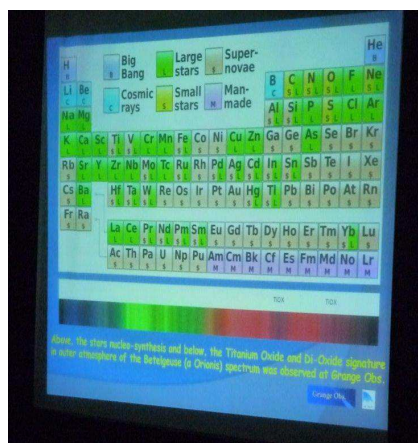 H B
Big Bang B
Large stars L
Super-novae $
He B
Li C
Be C
Cosmic rays C
Small stars S
Man-made M
B C N O F Ne
Na Mg
Al Si P S Cl Ar
K Ca Sc Ti V Cr Mn Fe Co Ni Cu Zn Ga Ge As Se Br Kr
Rb Sr Y Zr Nb Mo Tc Ru Rh Pd Ag Cd In Sn Sb Te I Xe
Cs Ba Hf Ta W Re Os Ir Pt Au Hg Tl Pb Bi Po At Rn
Fr Ra
La Ce Pr Nd Pm Sm Eu Gd Tb Dy Ho Er Tm Yb Lu
Ac Th Pa U Np Pu Am Cm Bk Cf Es Fm Md No Lr
M M M M M M M M M
Above, the stars nucleo-synthesis and below, the Titanium Oxide and Di-Oxide signature
in outer atmosphere of the Betelgeuse (α Orionis) spectrum was observed at Grange Obs.
Grange Obs.